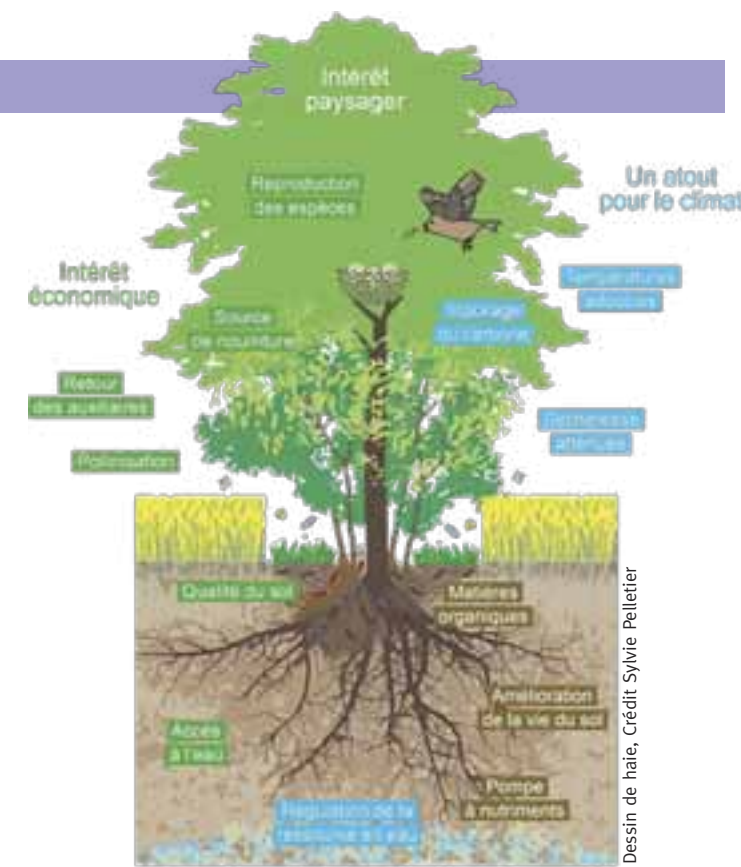 Intérêt
paysager
Reproduction
des espèces
Un atout
pour le climat
Intérêt
économique
Températures
adoucies
Source
de nourriture
Stockage
du carbone
Retour
des auxiliaires
Sécheresse
atténuée
Pollinisation
Qualité du sol
Matières
organiques
Amélioration
de la vie du sol
Accès
à l'eau
Pompe
à nutriments
Régulation de la
ressource en eau
Dessin de haie, Crédit Sylvie Pelletier